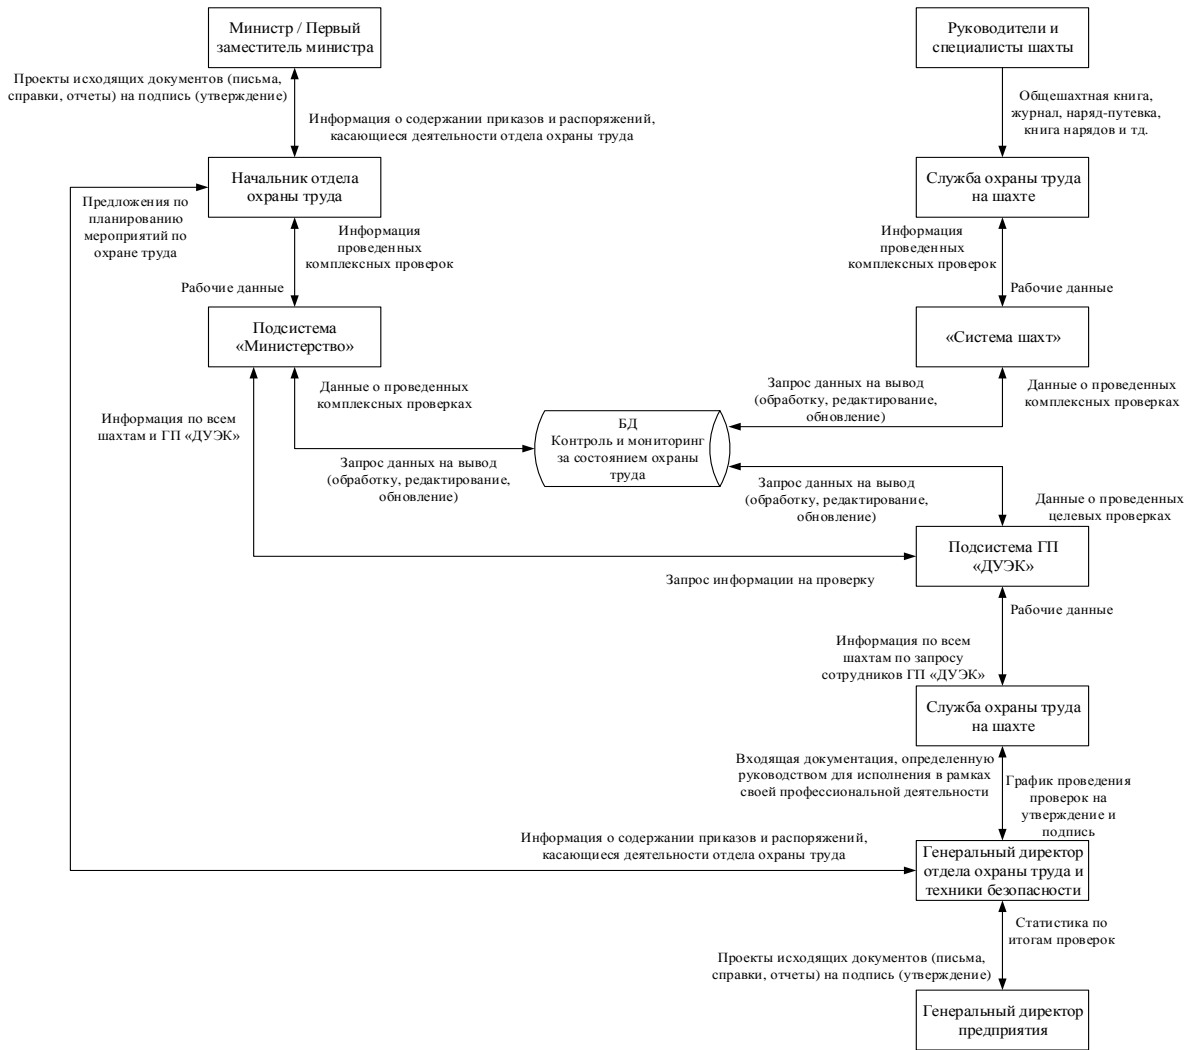 Министр / Первый
заместитель министра
Руководители и
специалисты шахты
Проекты исходящих документов (письма,
справки, отчеты) на подпись (утверждение)
Информация о содержании приказов и распоряжений,
касающиеся деятельности отдела охраны труда
Общешахтная книга,
журнал, наряд-путевка,
книга нарядов и тд.
Начальник отдела
охраны труда
Служба охраны труда
на шахте
Предложения по
планированию
мероприятий по
охране труда
Информация
проведенных
комплексных проверок
Рабочие данные
Информация
проведенных
комплексных проверок
Рабочие данные
Подсистема
«Министерство»
«Система шахт»
Данные о проведенных
комплексных проверках
Запрос данных на вывод
(обработку, редактирование,
обновление)
Данные о проведенных
комплексных проверках
Информация по всем
шахтам и ГП «ДУЭК»
БД
Контроль и мониторинг
за состоянием охраны
труда
Запрос данных на вывод
(обработку, редактирование,
обновление)
Запрос данных на вывод
(обработку, редактирование,
обновление)
Данные о проведенных
целевых проверках
Подсистема ГП
«ДУЭК»
Запрос информации на проверку
Рабочие данные
Информация по всем
шахтам по запросу
сотрудников ГП «ДУЭК»
Служба охраны труда
на шахте
Входящая документация, определенную
руководством для исполнения в рамках
своей профессиональной деятельности
График проведения
проверок на
утверждение и
подпись
Информация о содержании приказов и распоряжений,
касающиеся деятельности отдела охраны труда
Генеральный директор
отдела охраны труда и
техники безопасности
Статистика по
итогам проверок
Проекты исходящих документов (письма,
справки, отчеты) на подпись (утверждение)
Генеральный директор
предприятия